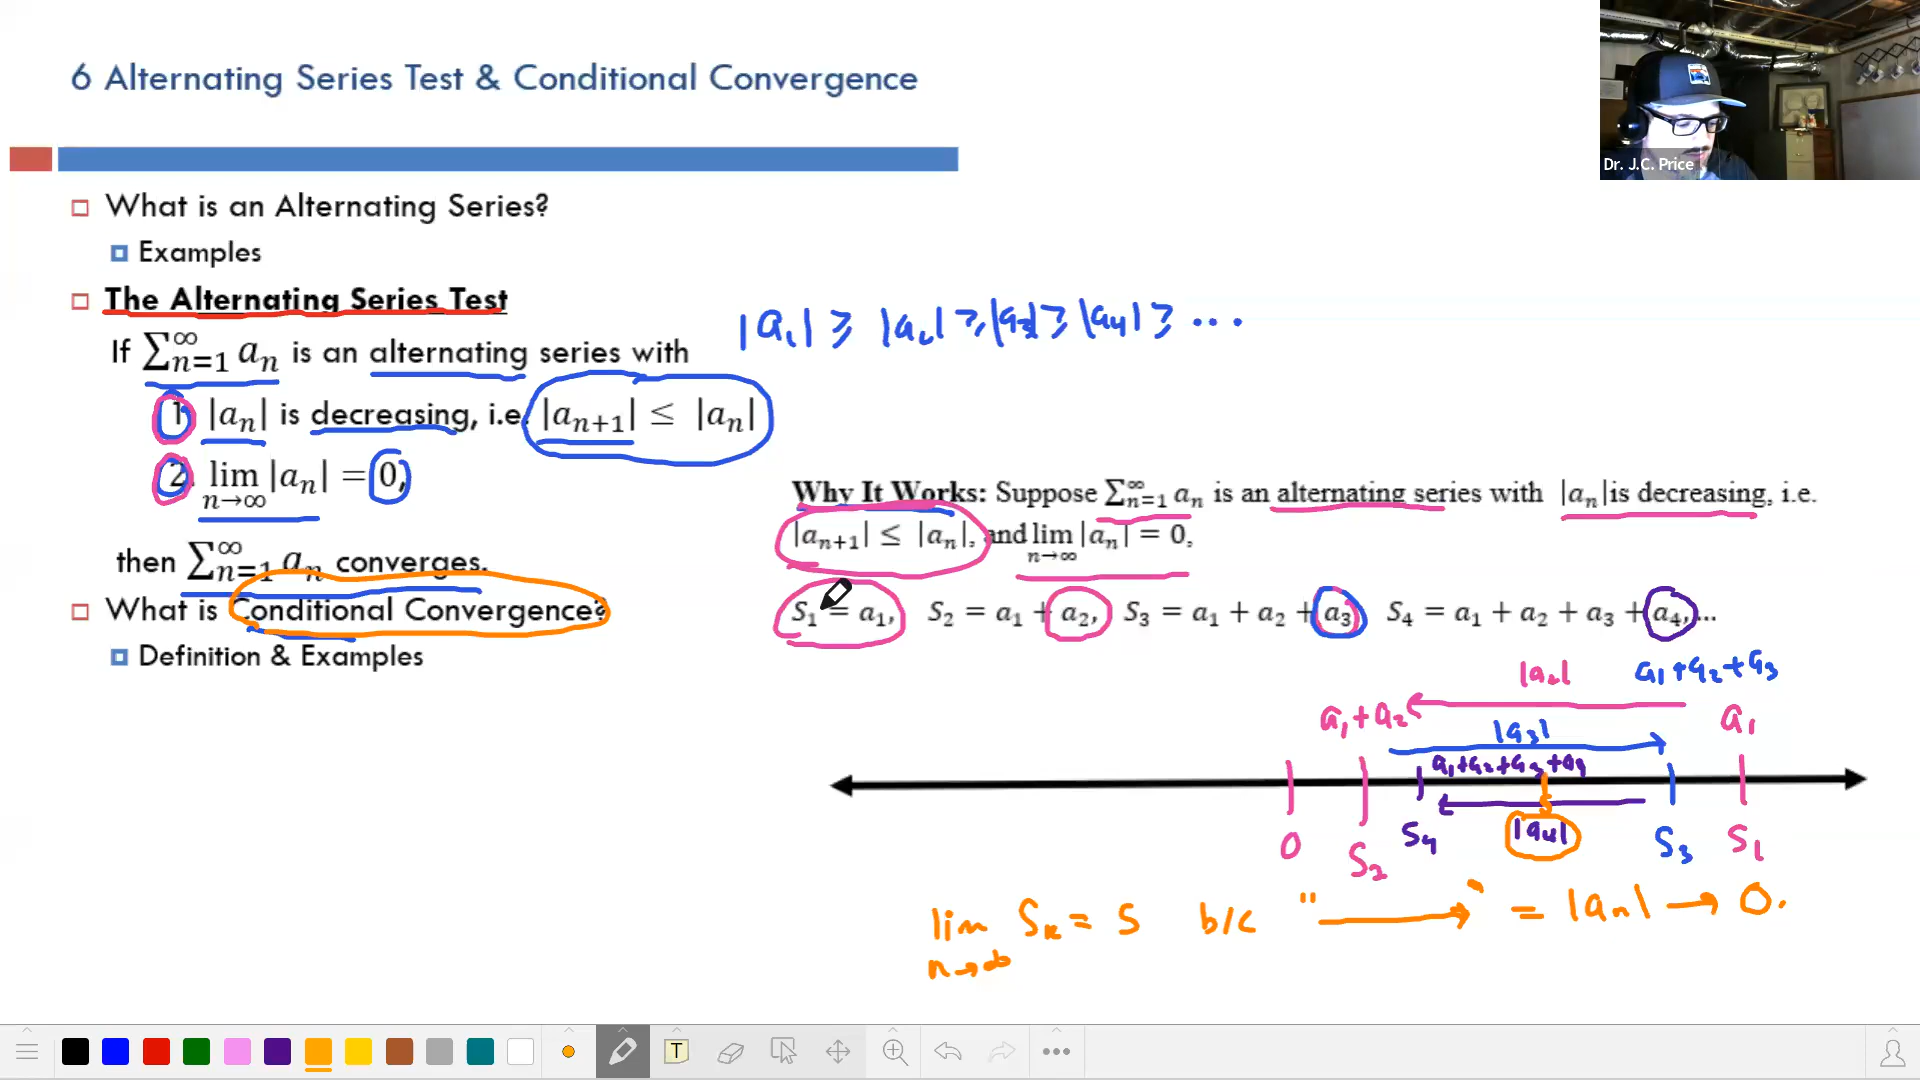 6 Alternating Series Test & Conditional Convergence
Dr. J.C. Price
What is an Alternating Series?
Examples
The Alternating Series Test
|a₁| ≥ |a₂| ≥ |a₃| ≥ |a₄| ≥ ...
If ∑ₙ₌₁^∞ aₙ is an alternating series with
1. |aₙ| is decreasing, i.e. |aₙ₊₁| ≤ |aₙ|
2. lim n→∞ |aₙ| = 0,
then ∑ₙ₌₁^∞ aₙ converges.
What is Conditional Convergence?
Definition & Examples
Why It Works: Suppose ∑ₙ₌₁^∞ aₙ is an alternating series with |aₙ| is decreasing, i.e.
|aₙ₊₁| ≤ |aₙ|, and lim n→∞ |aₙ| = 0,
S₁ = a₁, S₂ = a₁ + a₂, S₃ = a₁ + a₂ + a₃ S₄ = a₁ + a₂ + a₃ + a₄, ...
|a₂| a₁+a₂+a₃
a₁+a₂ a₁
|a₃|
a₁+a₂+a₃+a₄
S
0 S₂ S₄ |a₄| S₃ S₁
lim n→∞ Sₙ = S b/c "→" = |aₙ| → 0.
T